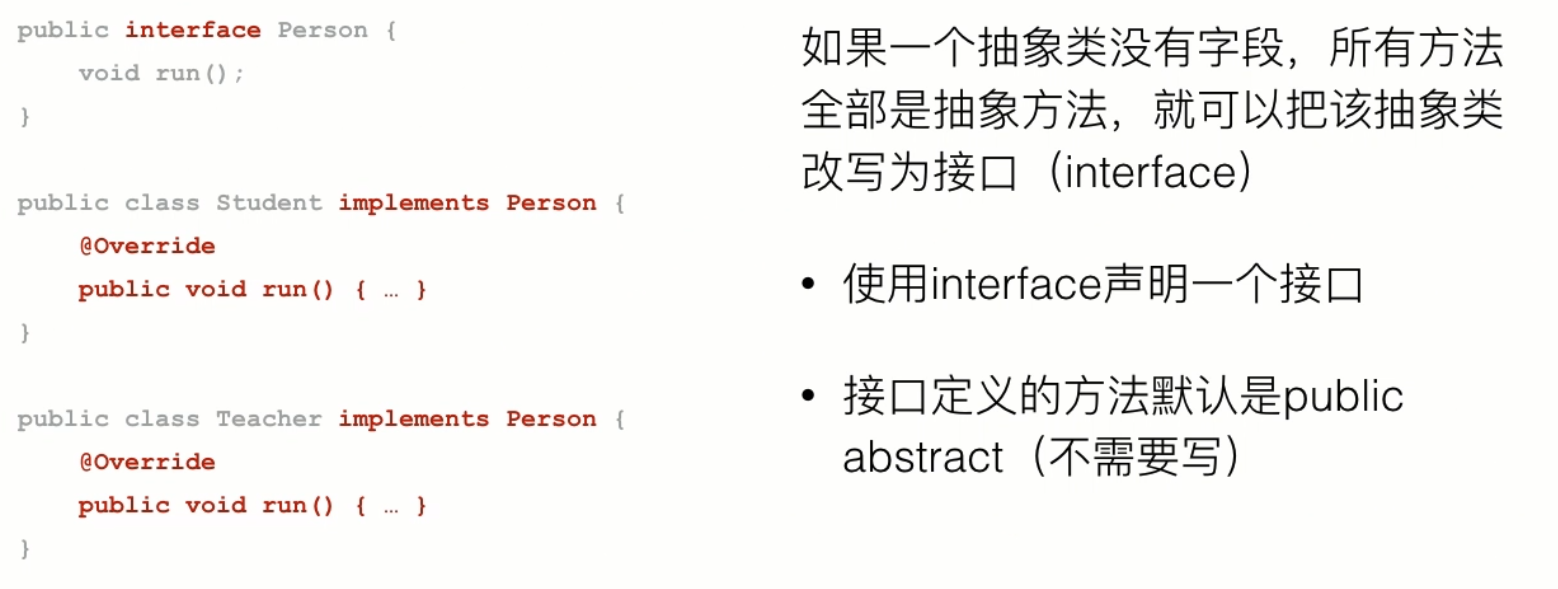 public interface Person {
    void run();
}
public class Student implements Person {
    @Override
    public void run() { … }
}
public class Teacher implements Person {
    @Override
    public void run() { … }
}
如果一个抽象类没有字段，所有方法
全部是抽象方法，就可以把该抽象类
改写为接口（interface）
• 使用interface声明一个接口
• 接口定义的方法默认是public
abstract（不需要写）